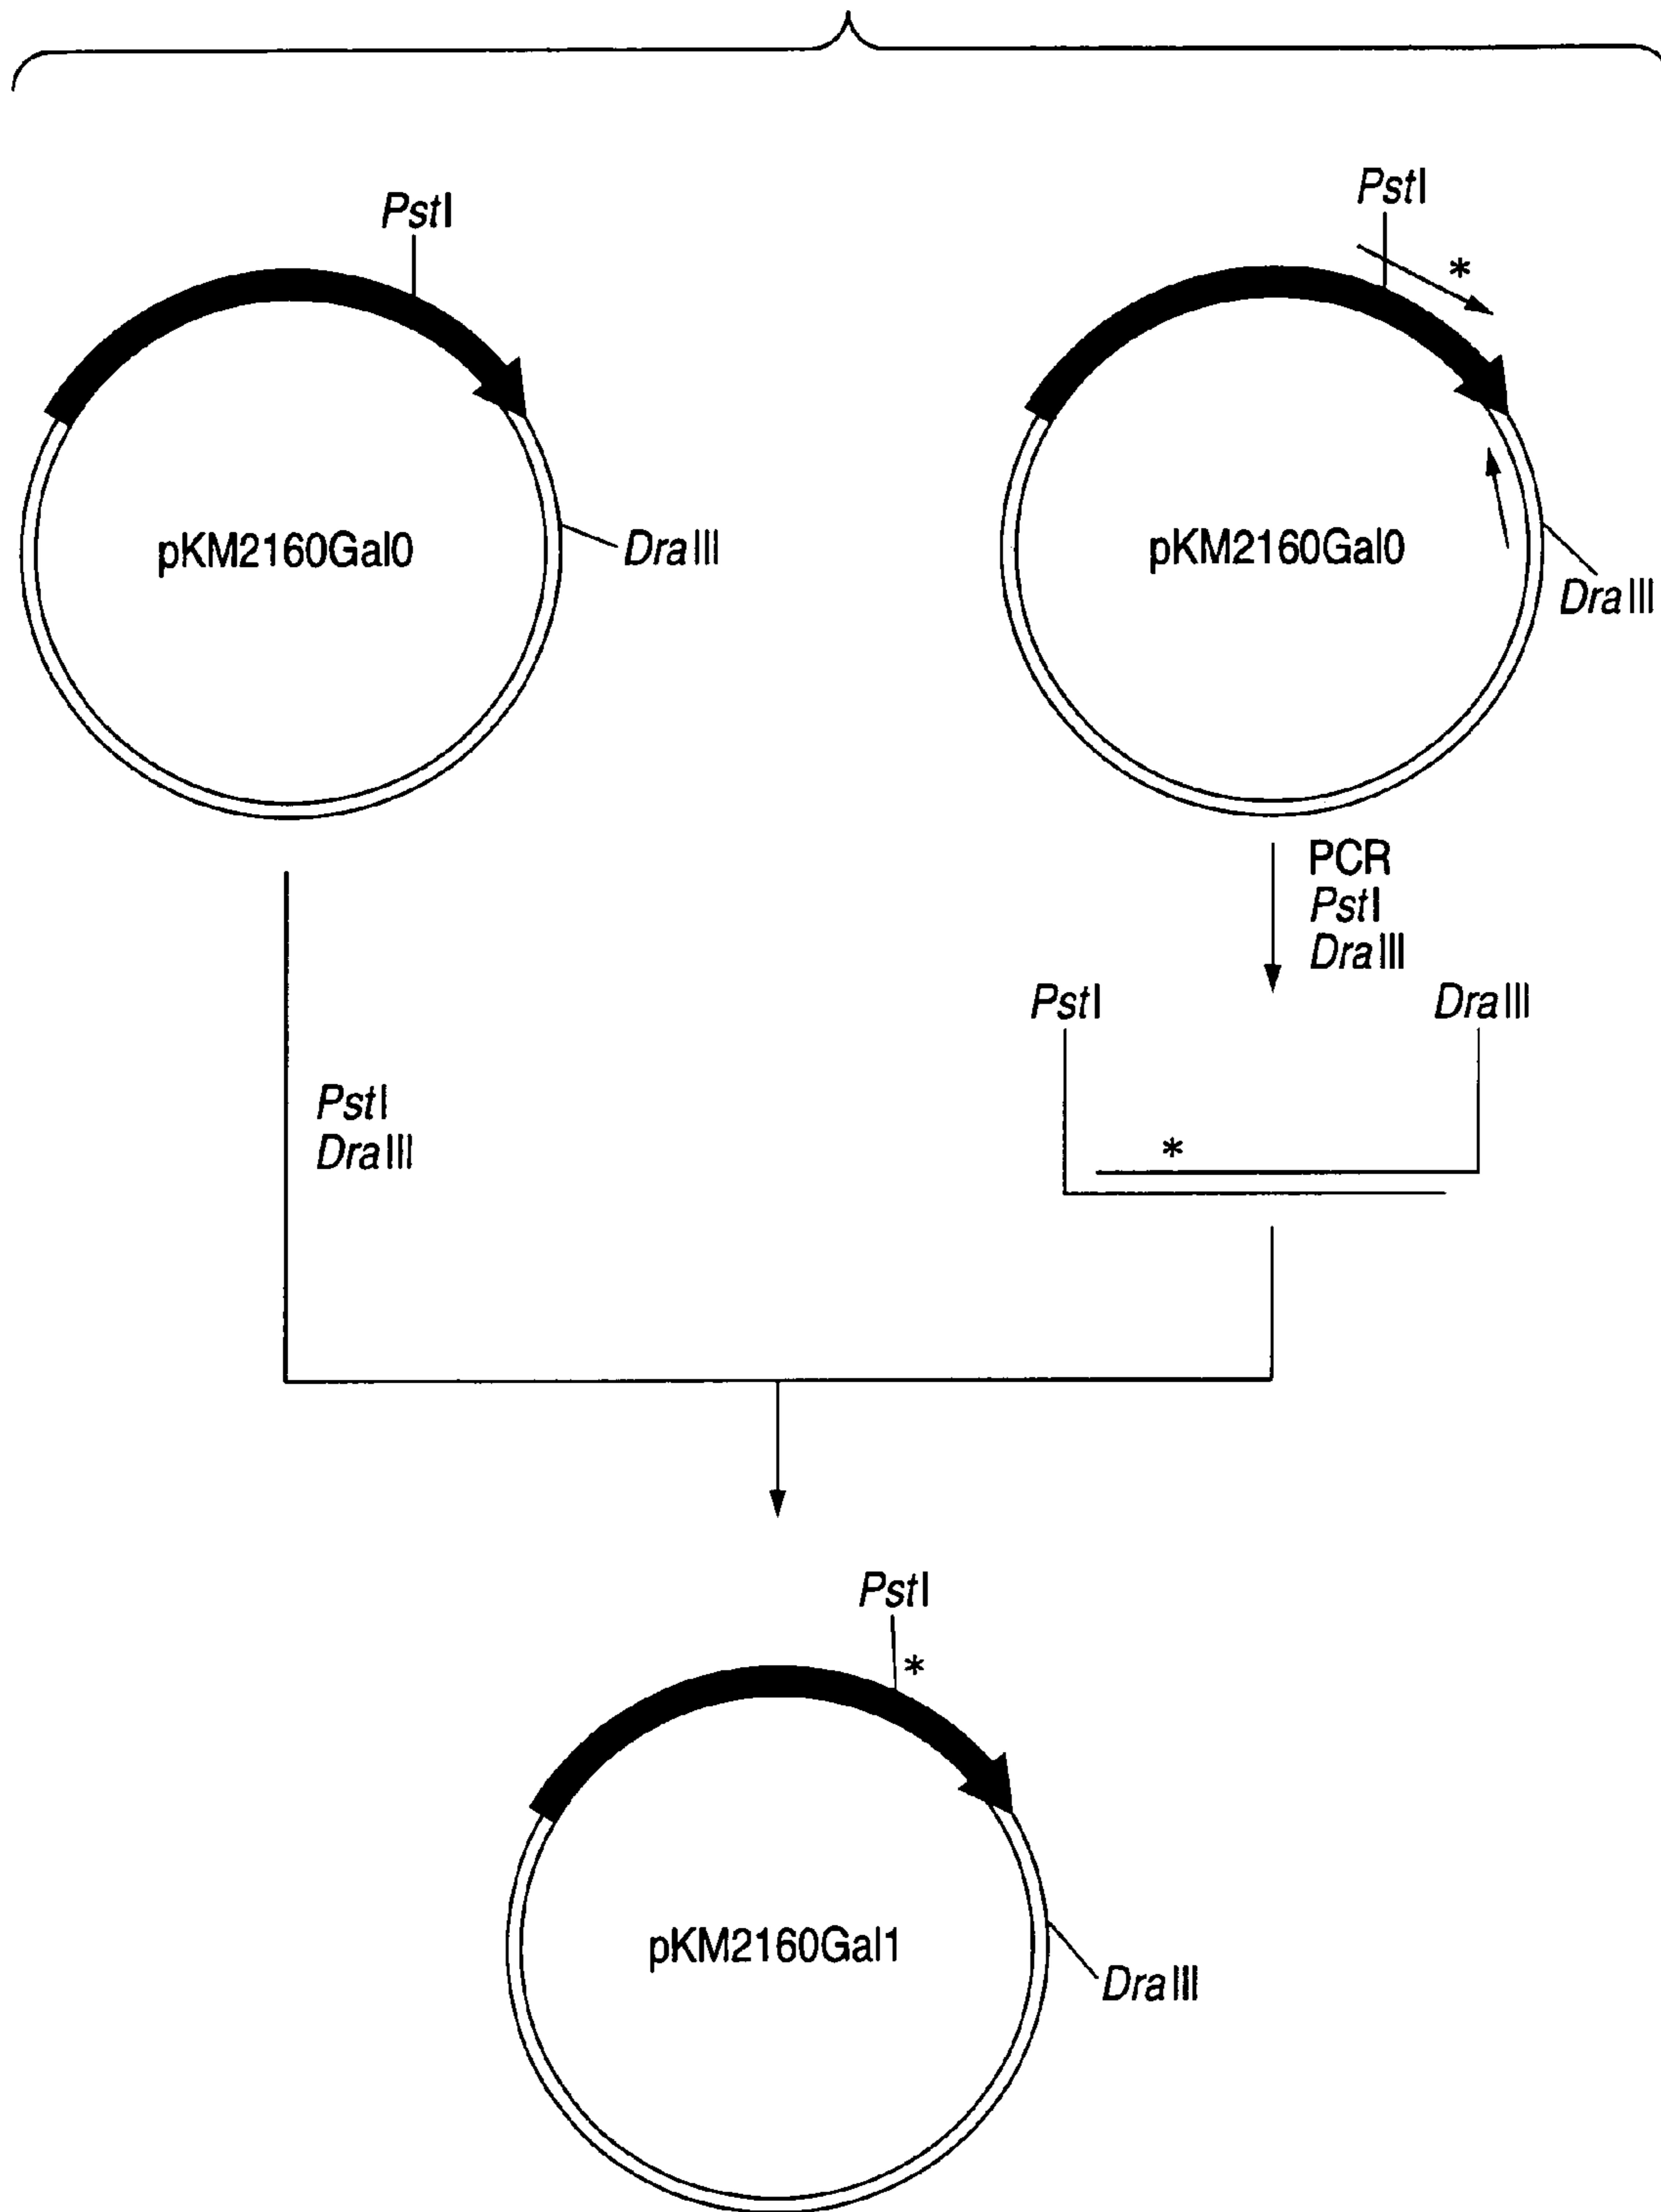 PstI
PstI
*
pKM2160Gal0
DraIII
pKM2160Gal0
DraIII
PCR
PstI
DraIII
PstI
DraIII
PstI
DraIII
*
PstI
*
pKM2160Gal1
DraIII